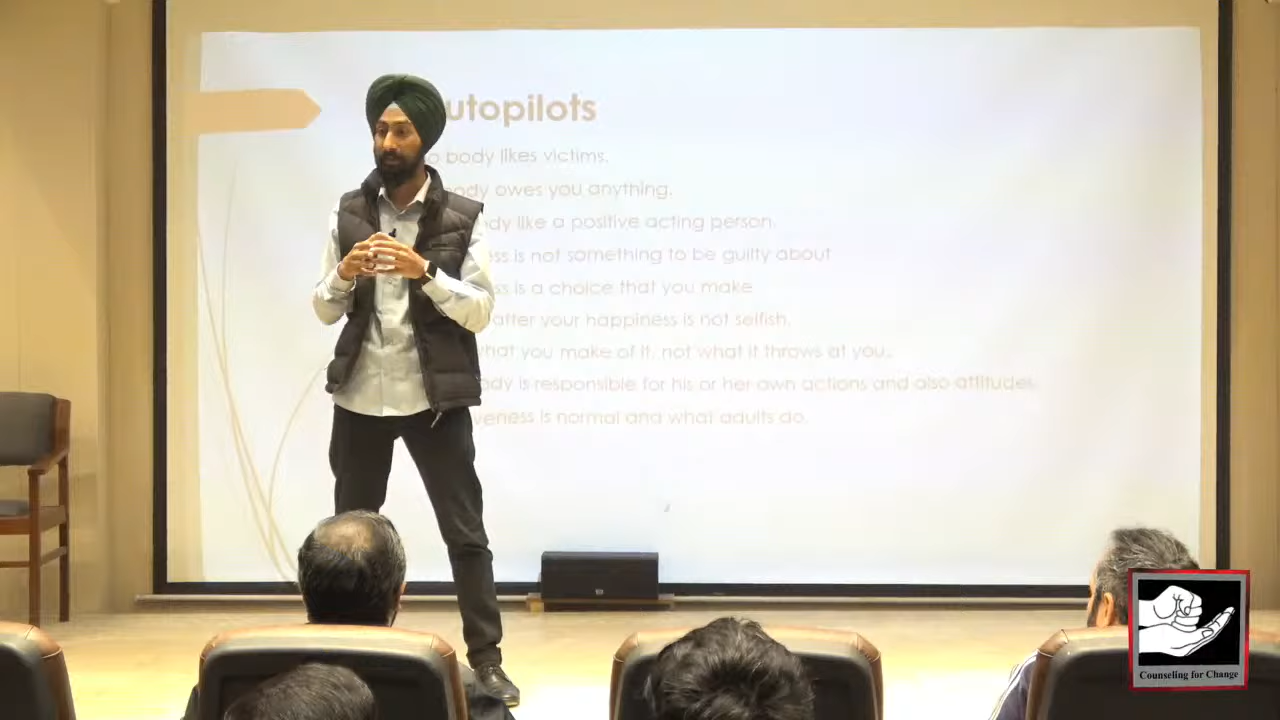 utopilots
o body likes victims.
body owes you anything.
dy like a positive acting person.
ss is not something to be guilty about
ss is a choice that you make
after your happiness is not selfish.
what you make of it, not what it throws at you.
ody is responsible for his or her own actions and also attitudes.
veness is normal and what adults do.
Counseling for Change